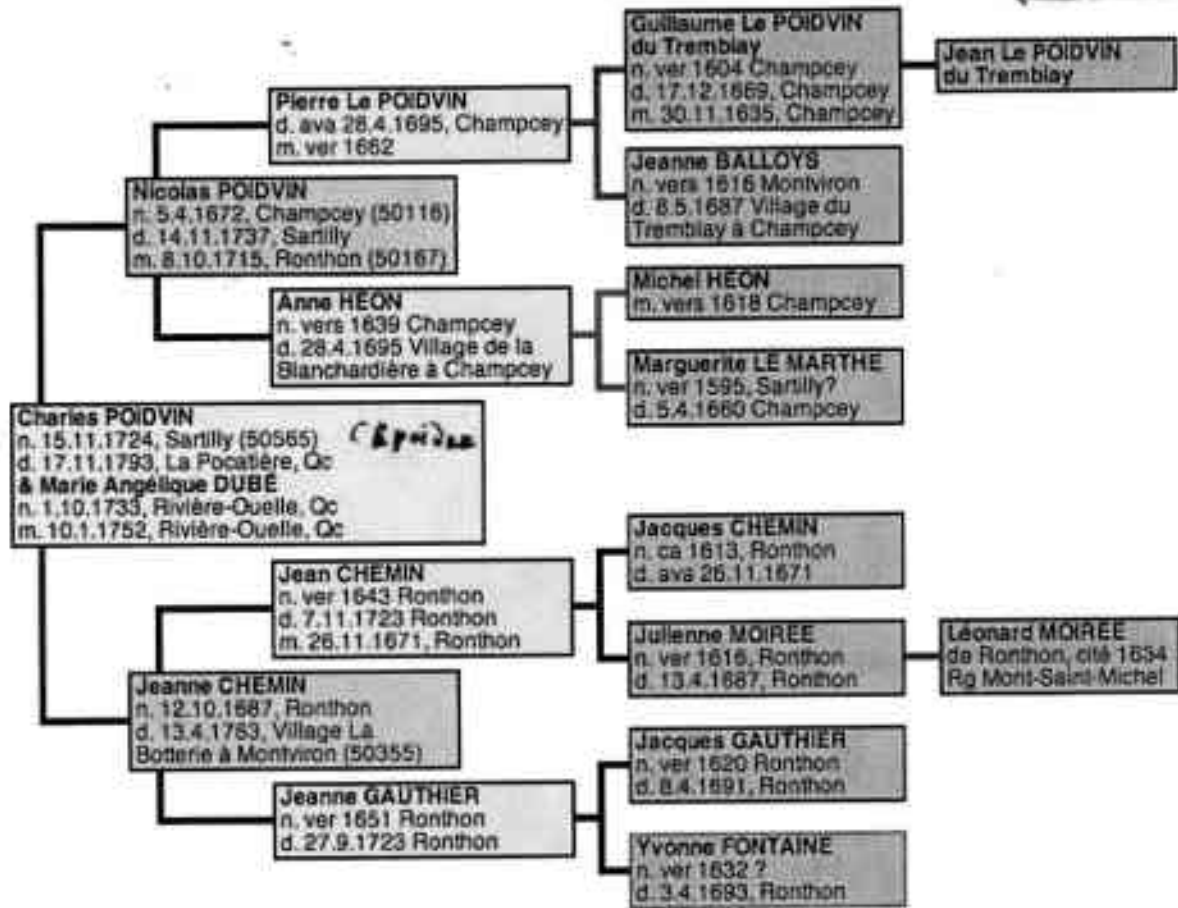 Guillaume Le POIDVIN
du Tremblay
n. ver 1604 Champcey
d. 17.12.1669, Champcey
m. 30.11.1635, Champcey
Jean Le POIDVIN
du Tremblay
Pierre Le POIDVIN
d. ava 28.4.1695, Champcey
m. ver 1662
Jeanne BALLOYS
n. vers 1616 Montviron
d. 8.5.1687 Village du
Tremblay à Champcey
Nicolas POIDVIN
n. 5.4.1672, Champcey (50116)
d. 14.11.1737, Sartilly
m. 8.10.1715, Ronthon (50167)
Michel HÉON
m. vers 1618 Champcey
Anne HÉON
n. vers 1639 Champcey
d. 28.4.1695 Village de la
Blanchardière à Champcey
Marguerite LE MARTHE
n. ver 1595, Sartilly?
d. 5.4.1660 Champcey
Charles POIDVIN
n. 15.11.1724, Sartilly (50565)
d. 17.11.1793, La Pocatière, Qc
& Marie Angélique DUBÉ
n. 1.10.1733, Rivière-Ouelle, Qc
m. 10.1.1752, Rivière-Ouelle, Qc
Jacques CHEMIN
n. ca 1613, Ronthon
d. ava 26.11.1671
Jean CHEMIN
n. ver 1643 Ronthon
d. 7.11.1723 Ronthon
m. 26.11.1671, Ronthon
Julienne MOIRÉE
n. ver 1616, Ronthon
d. 13.4.1687, Ronthon
Léonard MOIRÉE
de Ronthon, cité 1634
Rg Mont-Saint-Michel
Jeanne CHEMIN
n. 12.10.1687, Ronthon
d. 13.4.1763, Village La
Botterie à Montviron (50355)
Jacques GAUTHIER
n. ver 1620 Ronthon
d. 8.4.1691, Ronthon
Jeanne GAUTHIER
n. ver 1651 Ronthon
d. 27.9.1723 Ronthon
Yvonne FONTAINE
n. ver 1632 ?
d. 3.4.1693, Ronthon